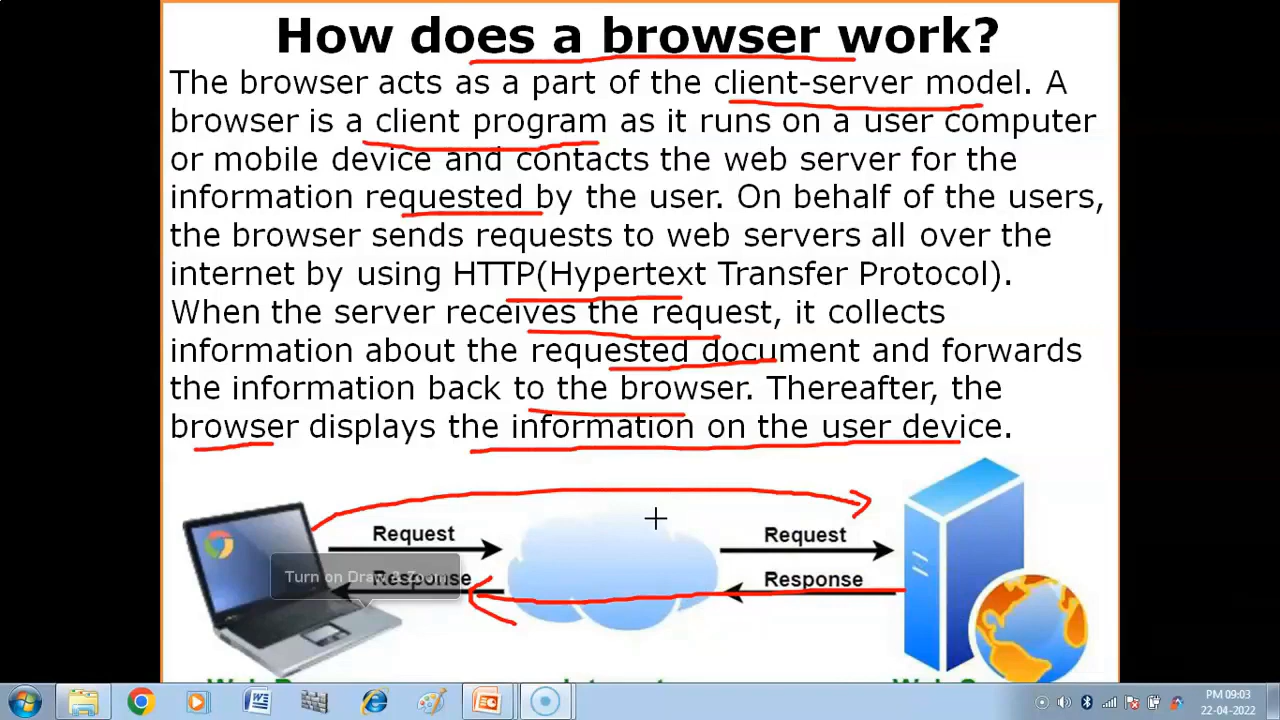 How does a browser work?
The browser acts as a part of the client-server model. A
browser is a client program as it runs on a user computer
or mobile device and contacts the web server for the
information requested by the user. On behalf of the users,
the browser sends requests to web servers all over the
internet by using HTTP(Hypertext Transfer Protocol).
When the server receives the request, it collects
information about the requested document and forwards
the information back to the browser. Thereafter, the
browser displays the information on the user device.
Request
Request
Turn on Draw & Zoom
Response
Response
PM 09:03
22-04-2022